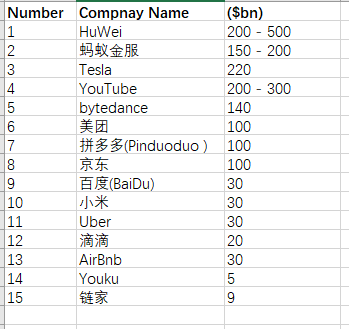 Number Compnay Name ($bn)
1 HuWei 200 - 500
2 蚂蚁金服 150 - 200
3 Tesla 220
4 YouTube 200 - 300
5 bytedance 140
6 美团 100
7 拼多多(Pinduoduo ) 100
8 京东 100
9 百度(BaiDu) 30
10 小米 30
11 Uber 30
12 滴滴 20
13 AirBnb 30
14 Youku 5
15 链家 9